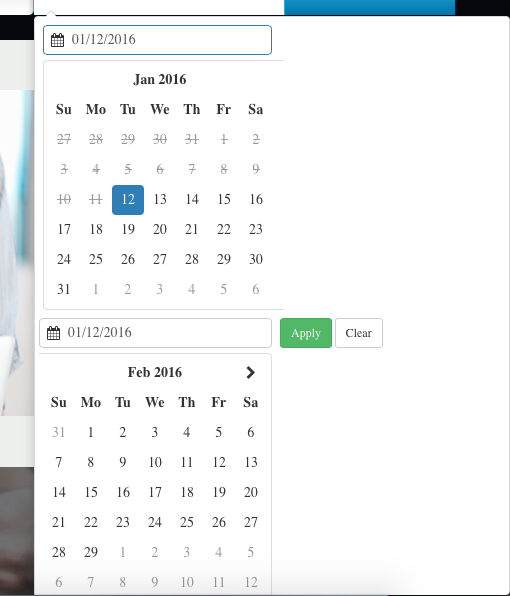 01/12/2016
Jan 2016
Su Mo Tu We Th Fr Sa
27 28 29 30 31 1 2
3 4 5 6 7 8 9
10 11 12 13 14 15 16
17 18 19 20 21 22 23
24 25 26 27 28 29 30
31 1 2 3 4 5 6
01/12/2016 Apply Clear
Feb 2016
Su Mo Tu We Th Fr Sa
31 1 2 3 4 5 6
7 8 9 10 11 12 13
14 15 16 17 18 19 20
21 22 23 24 25 26 27
28 29 1 2 3 4 5
6 7 8 9 10 11 12